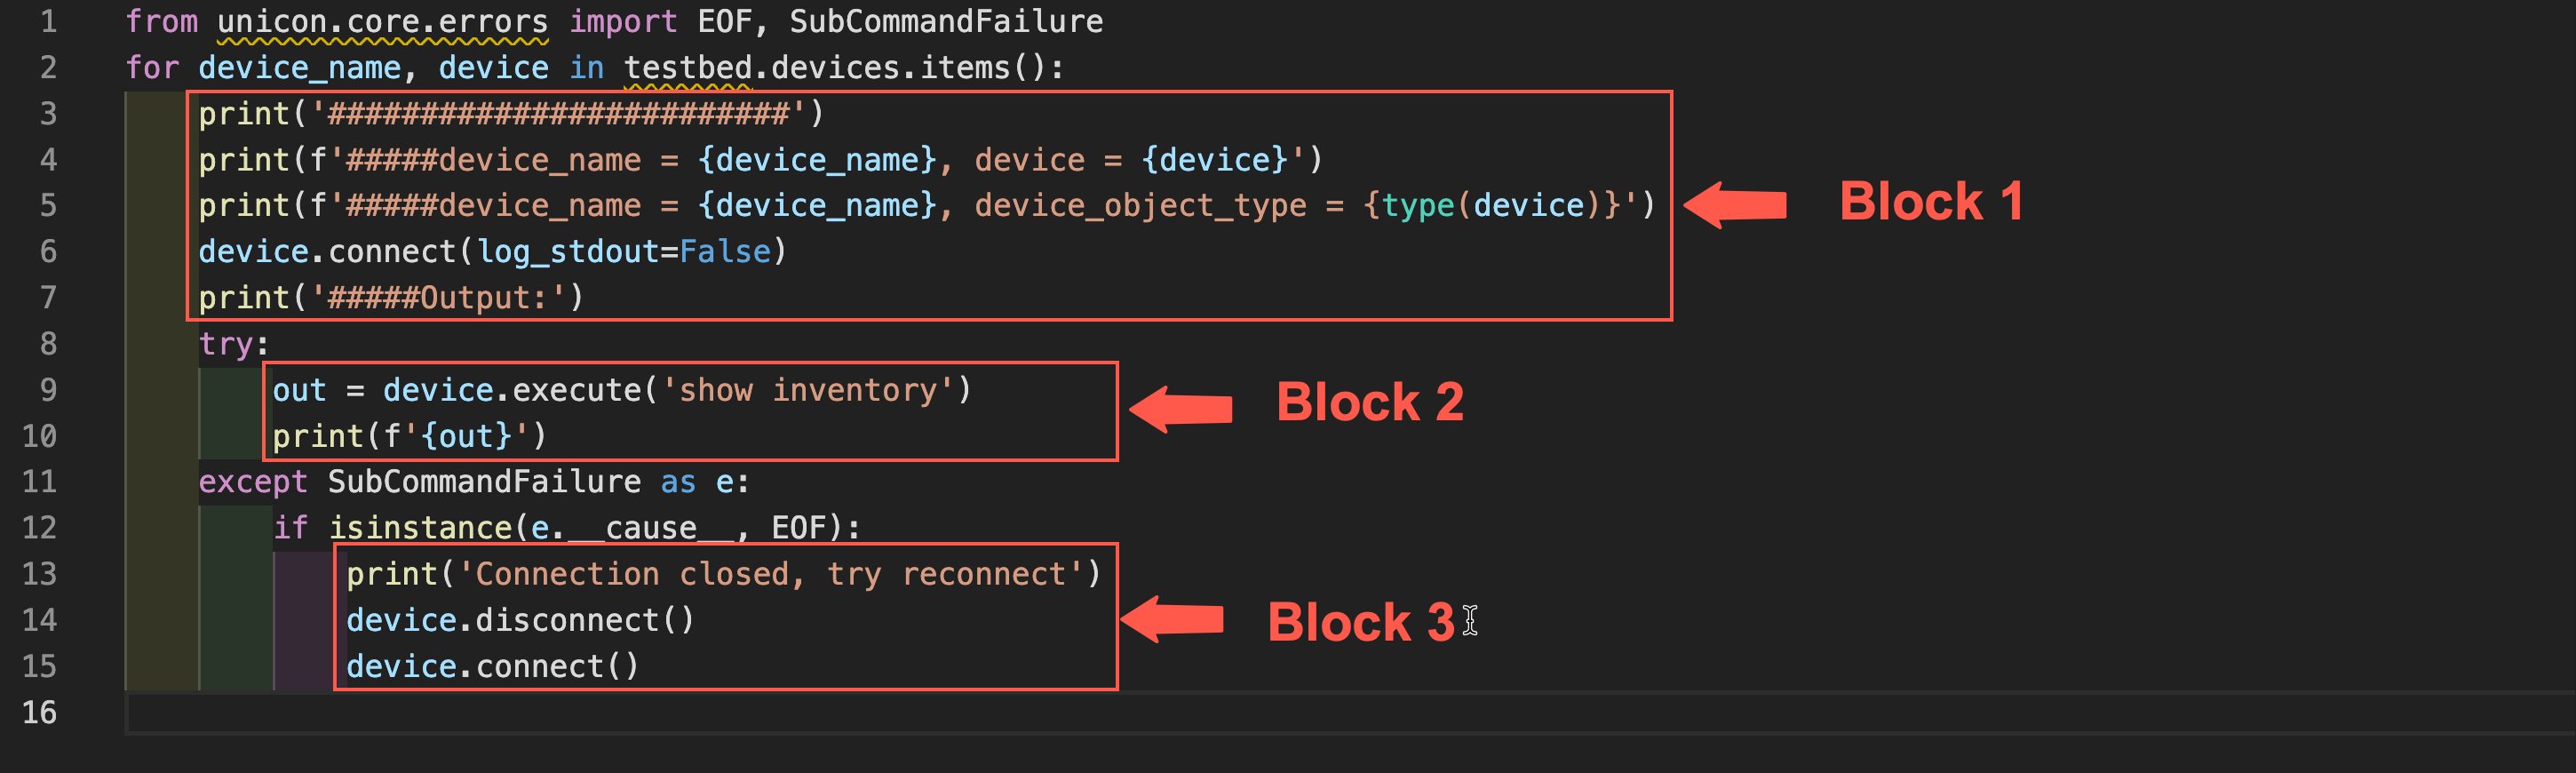 1 from unicon.core.errors import EOF, SubCommandFailure
2 for device_name, device in testbed.devices.items():
3 print('#########################')
4 print(f'#####device_name = {device_name}, device = {device}')
5 print(f'#####device_name = {device_name}, device_object_type = {type(device)}')
Block 1
6 device.connect(log_stdout=False)
7 print('#####Output:')
8 try:
9 out = device.execute('show inventory')
Block 2
10 print(f'{out}')
11 except SubCommandFailure as e:
12 if isinstance(e.__cause__, EOF):
13 print('Connection closed, try reconnect')
14 device.disconnect()
Block 3
15 device.connect()
16